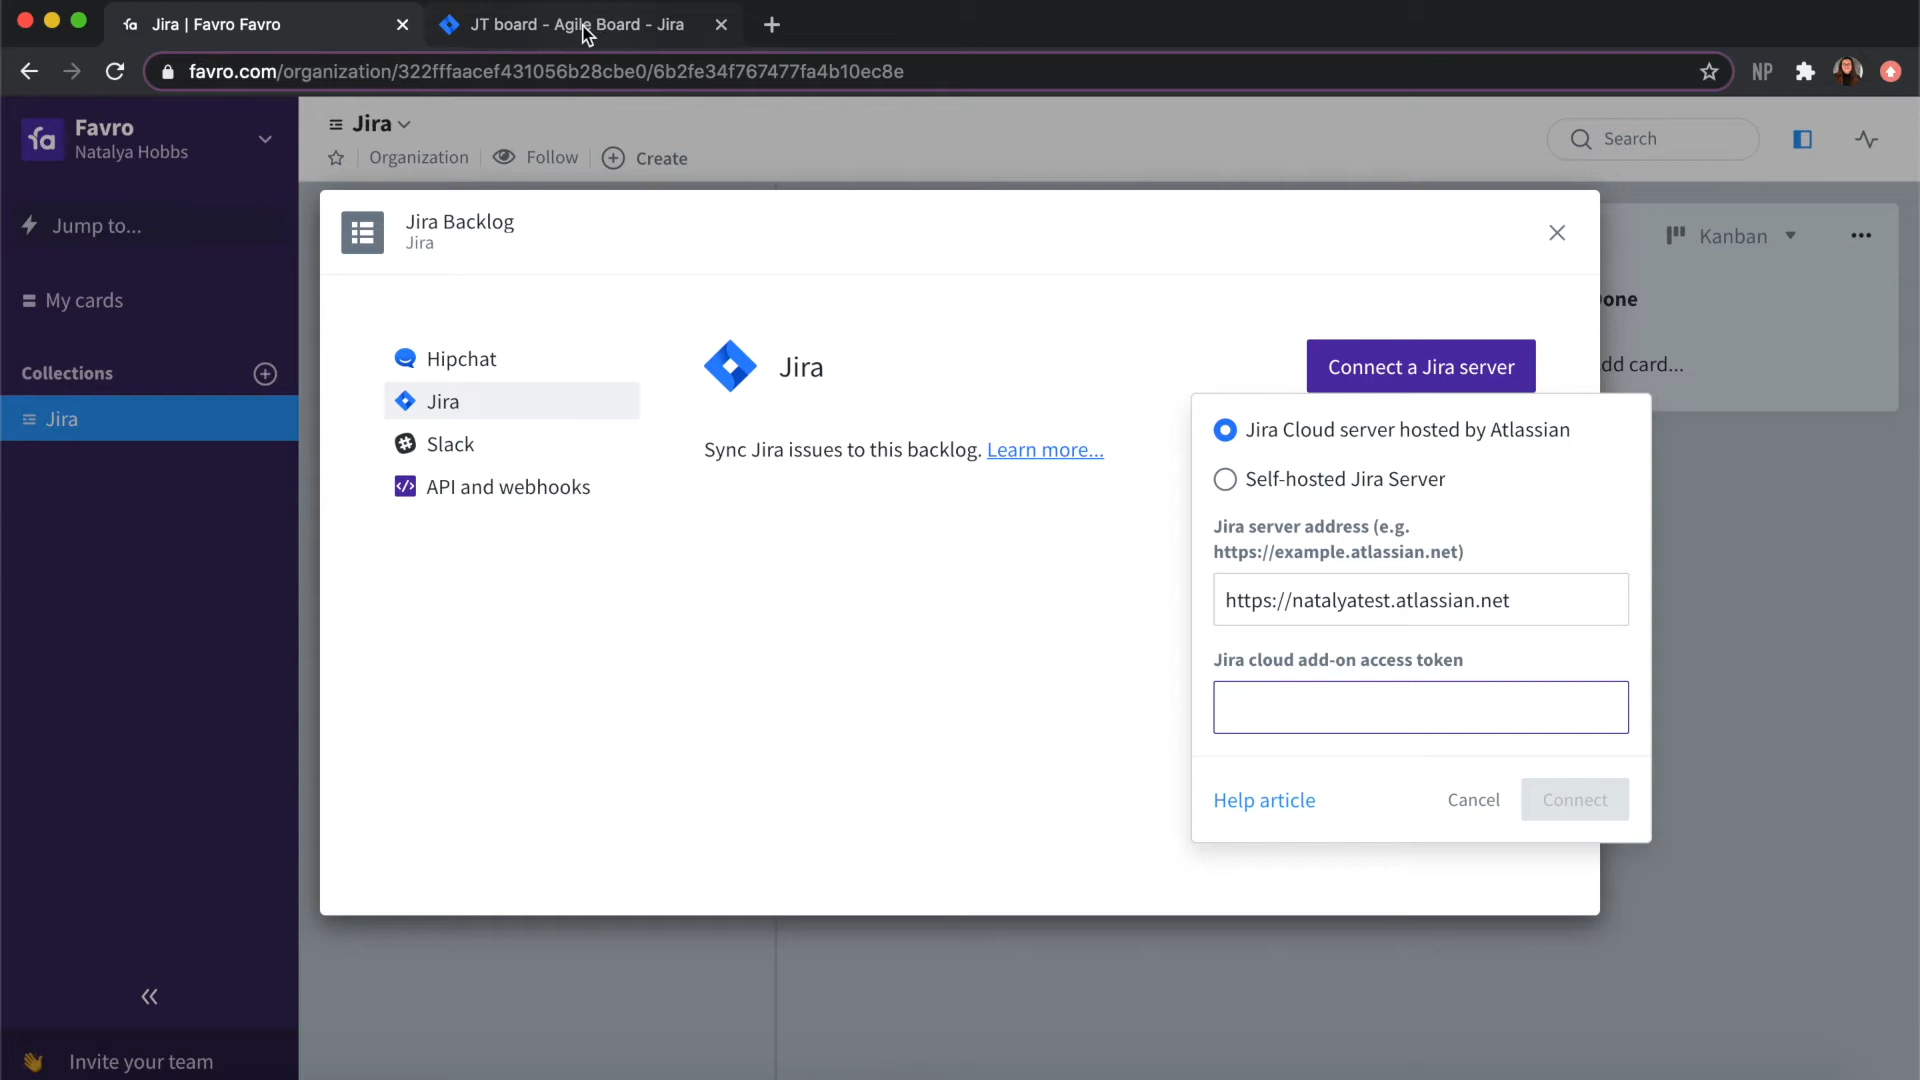 Jira | Favro Favro
JT board - Agile Board - Jira
favro.com/organization/322fffaacef431056b28cbe0/6b2fe34f767477fa4b10ec8e
NP
Favro
Natalya Hobbs
Jump to...
My cards
Collections
Jira
Invite your team
Jira
Organization
Follow
Create
Search
Kanban
one
dd card...
Jira Backlog
Jira
Hipchat
Jira
Slack
API and webhooks
Jira
Sync Jira issues to this backlog. Learn more...
Connect a Jira server
Jira Cloud server hosted by Atlassian
Self-hosted Jira Server
Jira server address (e.g.
https://example.atlassian.net)
https://natalyatest.atlassian.net
Jira cloud add-on access token
Help article
Cancel
Connect